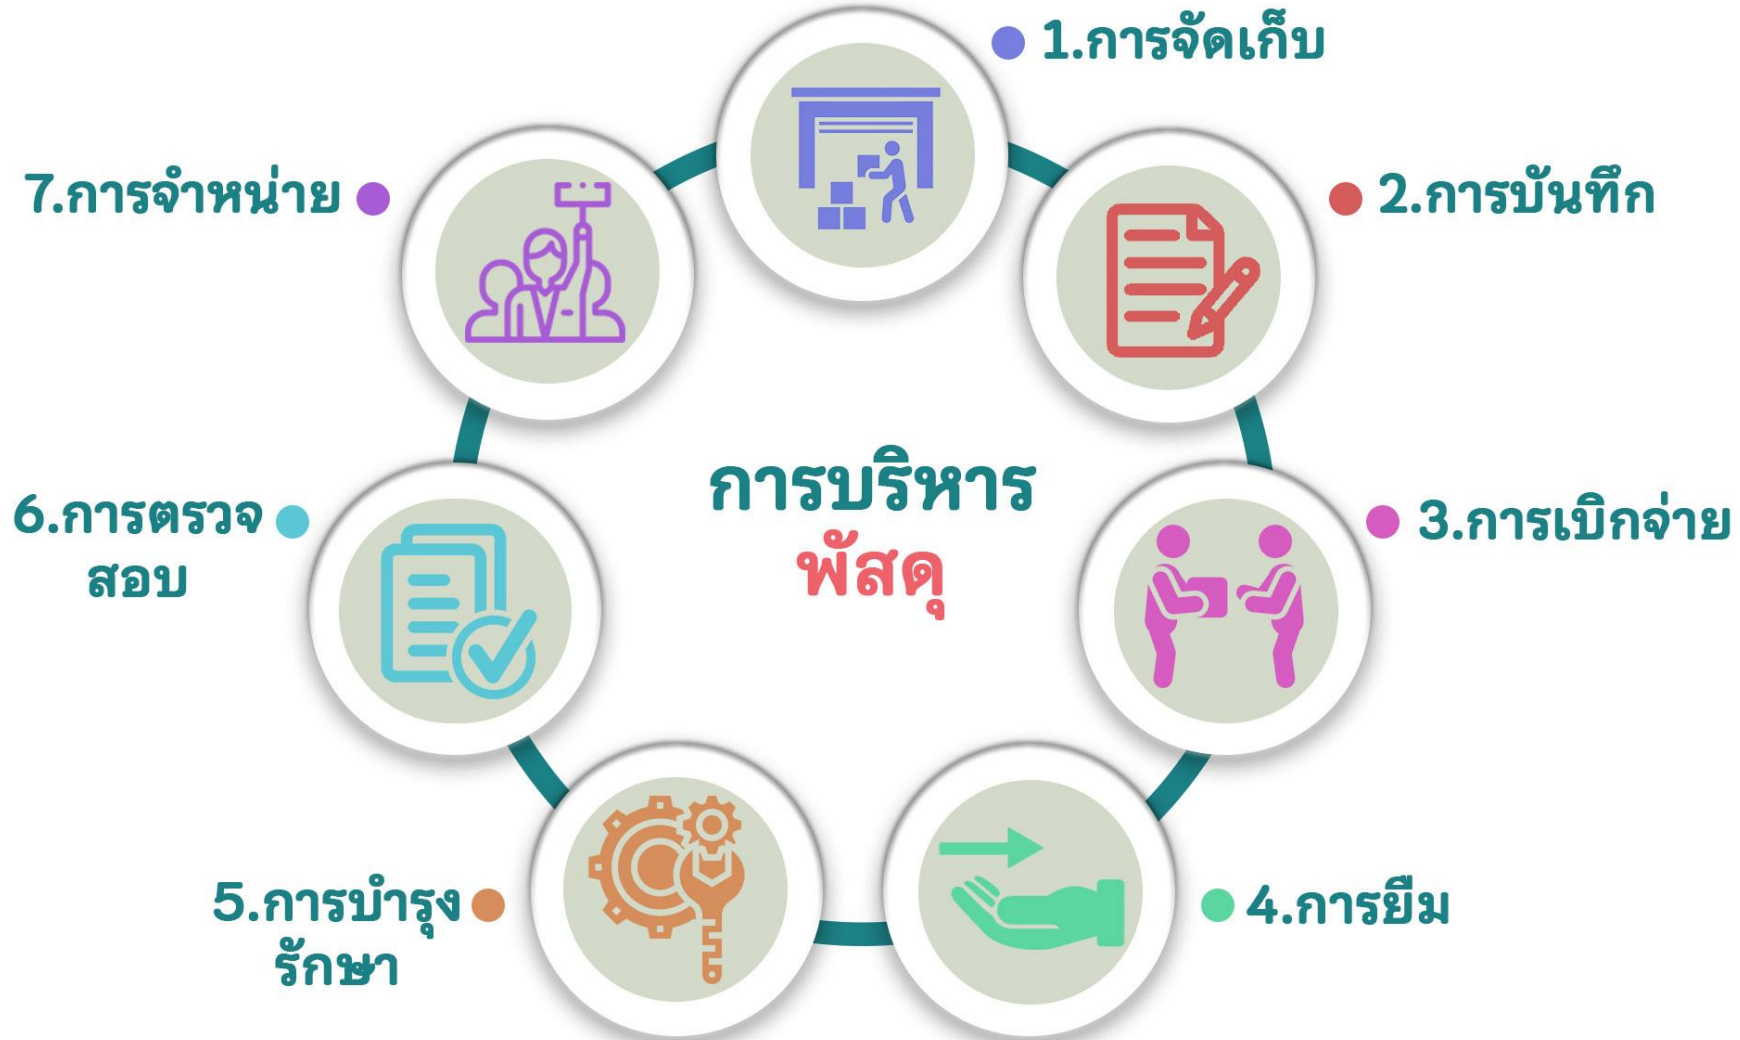 1.การจัดเก็บ
2.การบันทึก
3.การเบิกจ่าย
4.การยืม
5.การบำรุง
รักษา
6.การตรวจ
สอบ
7.การจำหน่าย
การบริหาร
พัสดุ